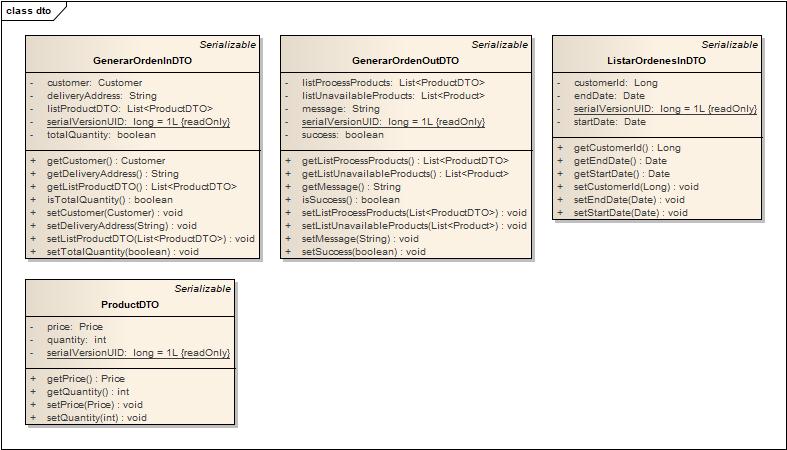 class dto
Serializable
GenerarOrdenInDTO
- customer: Customer
- deliveryAddress: String
- listProductDTO: List<ProductDTO>
- serialVersionUID: long = 1L {readOnly}
- totalQuantity: boolean
+ getCustomer() : Customer
+ getDeliveryAddress() : String
+ getListProductDTO() : List<ProductDTO>
+ isTotalQuantity() : boolean
+ setCustomer(Customer) : void
+ setDeliveryAddress(String) : void
+ setListProductDTO(List<ProductDTO>) : void
+ setTotalQuantity(boolean) : void
Serializable
GenerarOrdenOutDTO
- listProcessProducts: List<ProductDTO>
- listUnavailableProducts: List<Product>
- message: String
- serialVersionUID: long = 1L {readOnly}
- success: boolean
+ getListProcessProducts() : List<ProductDTO>
+ getListUnavailableProducts() : List<Product>
+ getMessage() : String
+ isSuccess() : boolean
+ setListProcessProducts(List<ProductDTO>) : void
+ setListUnavailableProducts(List<Product>) : void
+ setMessage(String) : void
+ setSuccess(boolean) : void
Serializable
ListarOrdenesInDTO
- customerId: Long
- endDate: Date
- serialVersionUID: long = 1L {readOnly}
- startDate: Date
+ getCustomerId() : Long
+ getEndDate() : Date
+ getStartDate() : Date
+ setCustomerId(Long) : void
+ setEndDate(Date) : void
+ setStartDate(Date) : void
Serializable
ProductDTO
- price: Price
- quantity: int
- serialVersionUID: long = 1L {readOnly}
+ getPrice() : Price
+ getQuantity() : int
+ setPrice(Price) : void
+ setQuantity(int) : void